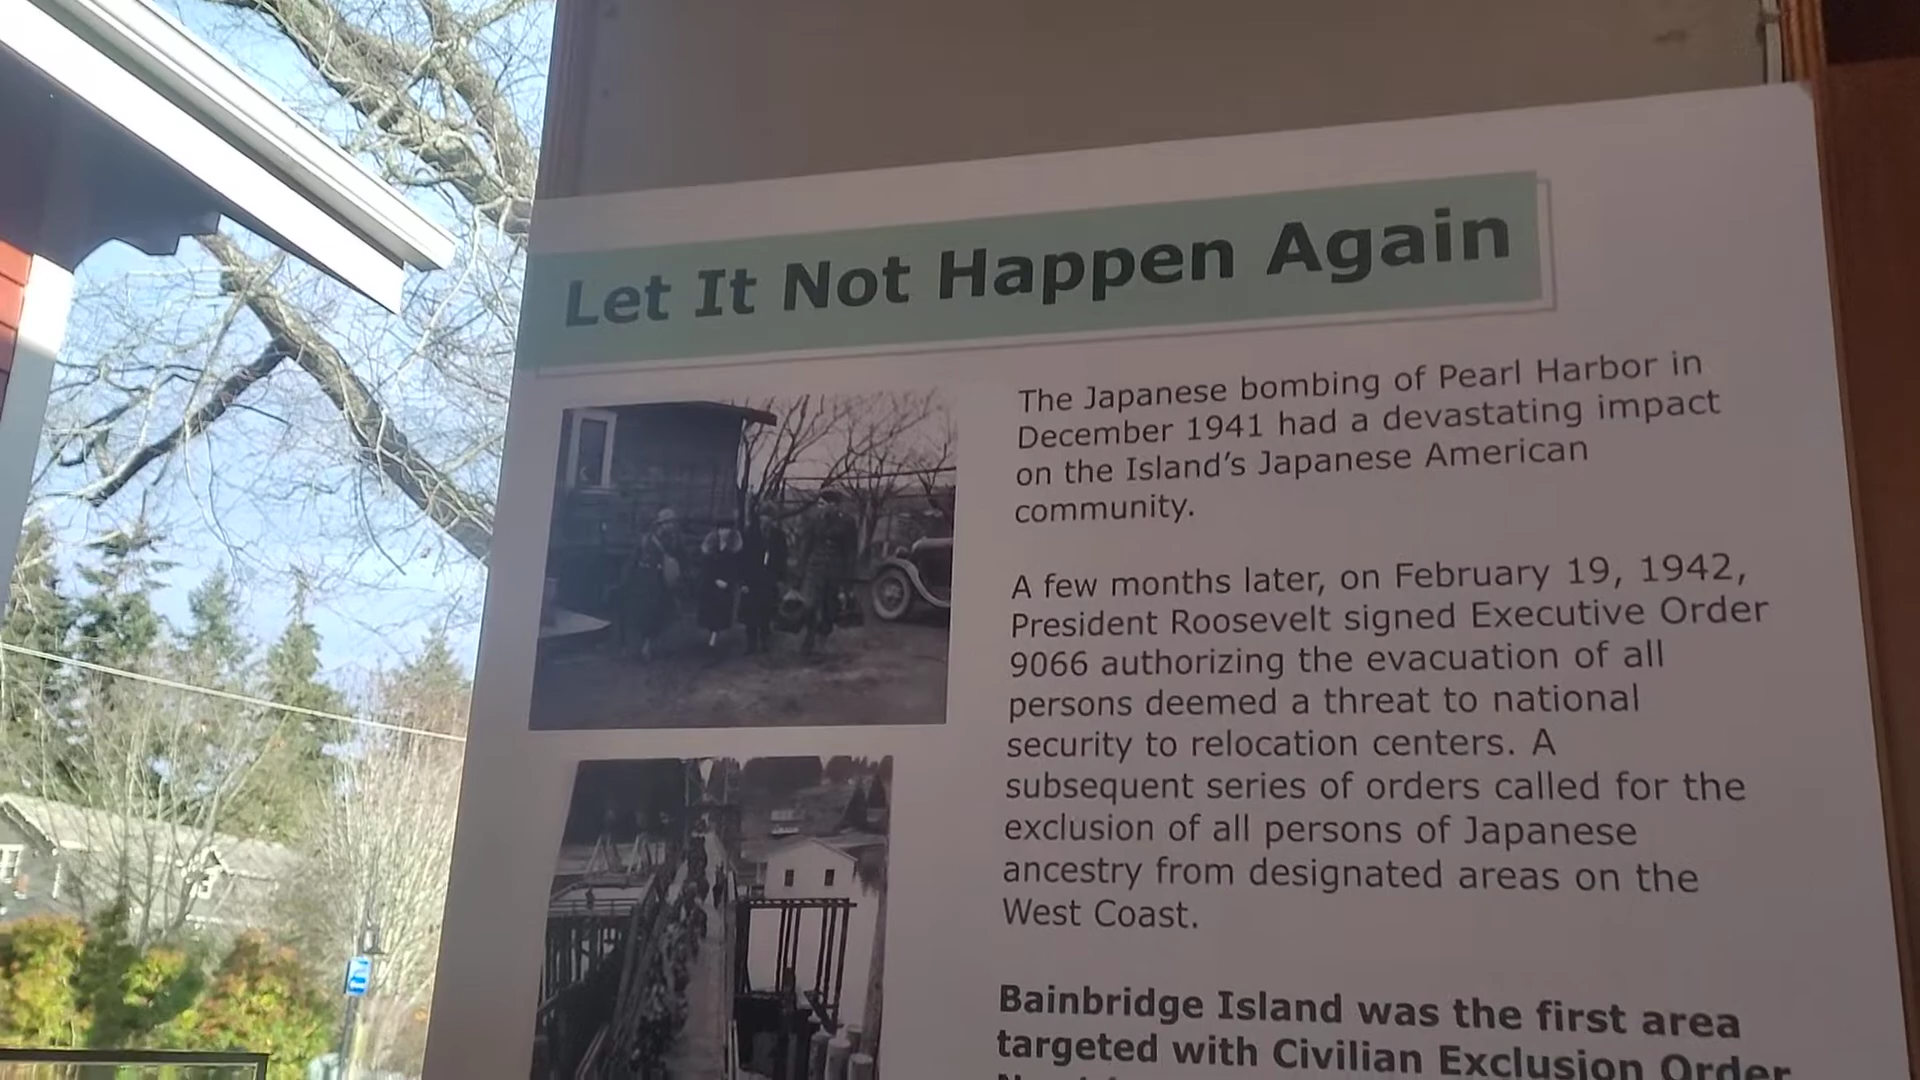 Let It Not Happen Again
The Japanese bombing of Pearl Harbor in
December 1941 had a devastating impact
on the Island's Japanese American
community.
A few months later, on February 19, 1942,
President Roosevelt signed Executive Order
9066 authorizing the evacuation of all
persons deemed a threat to national
security to relocation centers. A
subsequent series of orders called for the
exclusion of all persons of Japanese
ancestry from designated areas on the
West Coast.
Bainbridge Island was the first area
targeted with Civilian Exclusion Order